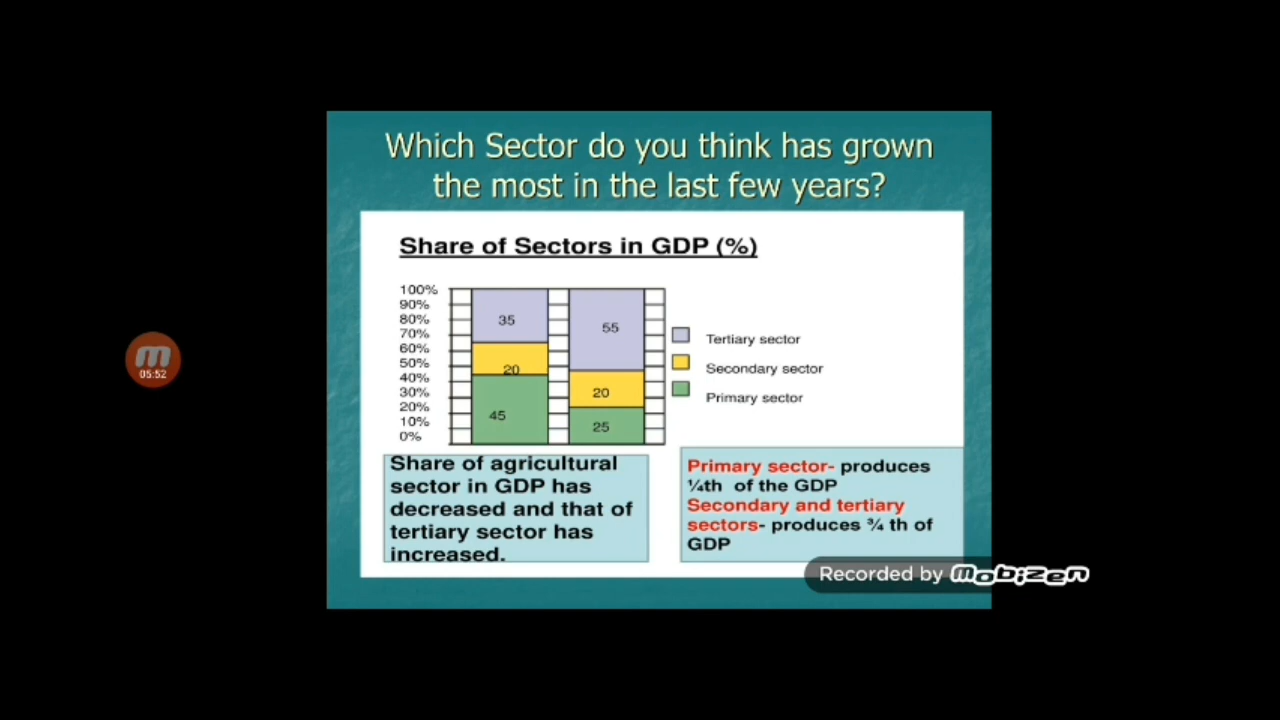 Which Sector do you think has grown
the most in the last few years?
Share of Sectors in GDP (%)
100%
90%
80%
70%
60%
50%
40%
30%
20%
10%
0%
35
20
45
55
20
25
Tertiary sector
Secondary sector
Primary sector
Share of agricultural
sector in GDP has
decreased and that of
tertiary sector has
increased.
Primary sector- produces
¼th of the GDP
Secondary and tertiary
sectors- produces ¾ th of
GDP
05:52
Recorded by mobizen